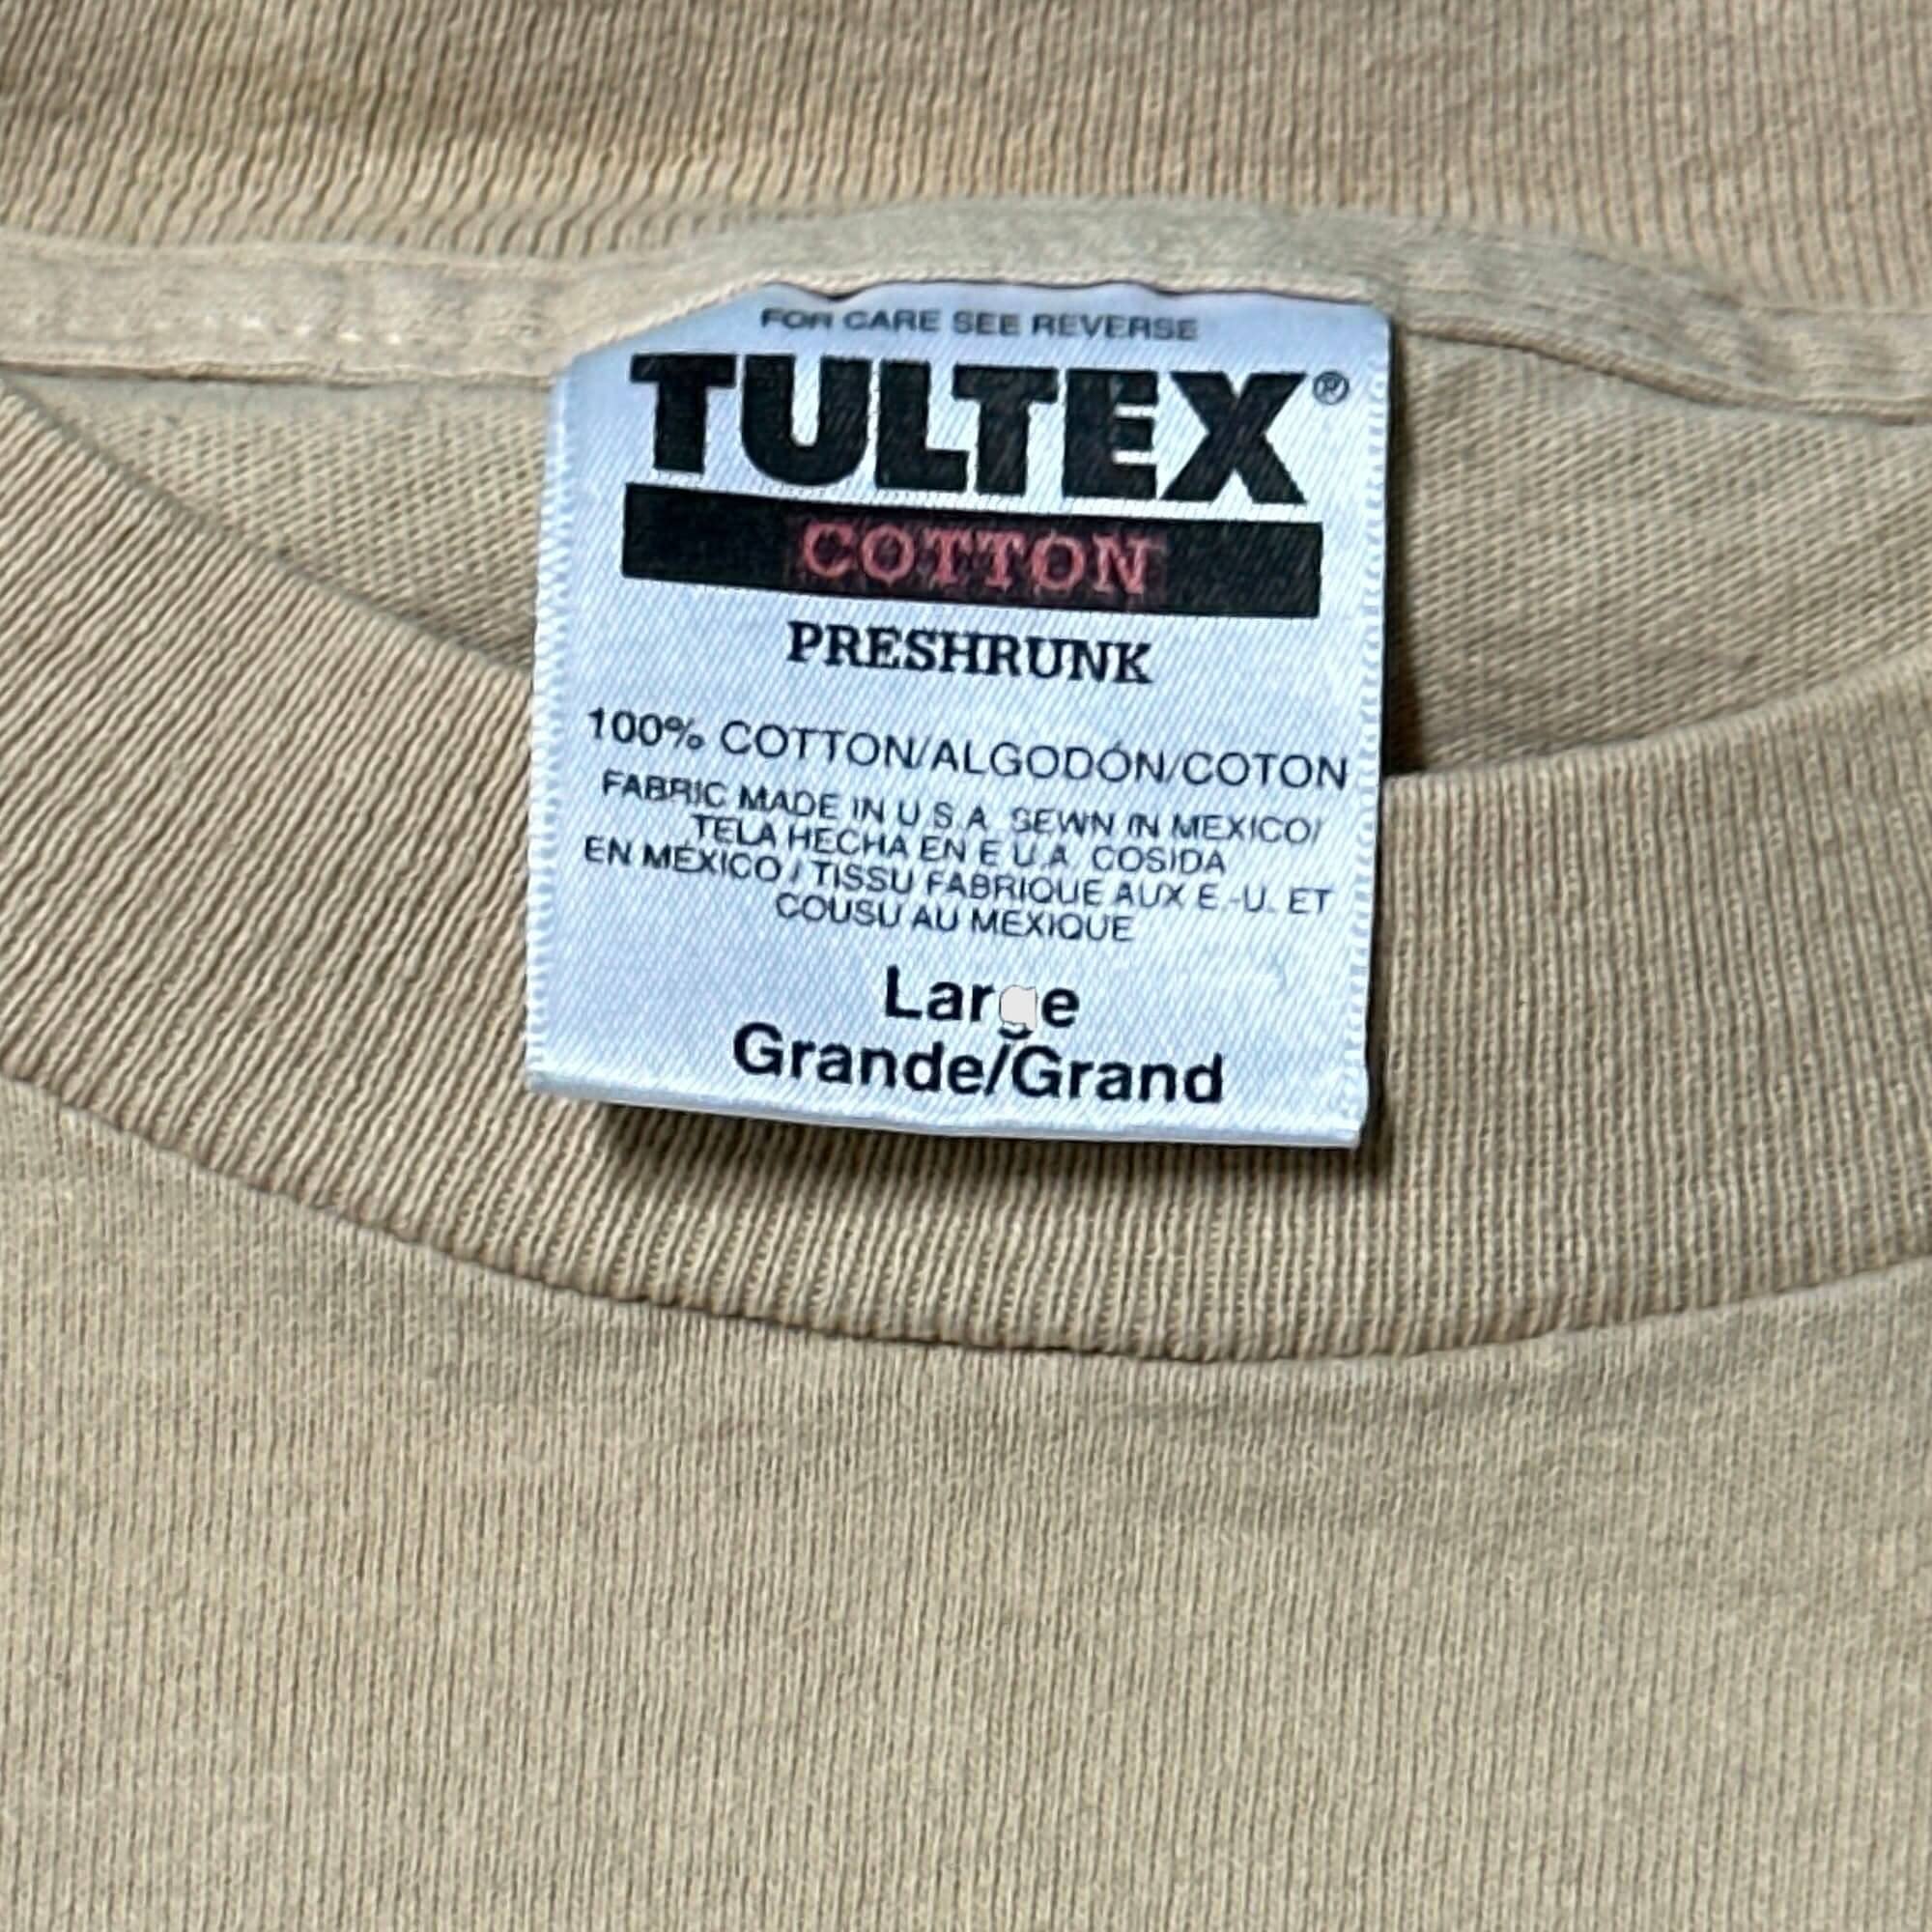 FOR CARE SEE REVERSE
TULTEX®
COTTON
PRESHRUNK
100% COTTON/ALGODÓN/COTON
FABRIC MADE IN U.S.A. SEWN IN MEXICO/
TELA HECHA EN E.U.A. COSIDA
EN MÉXICO / TISSU FABRIQUE AUX E.-U. ET
COUSU AU MEXIQUE
Large
Grande/Grand